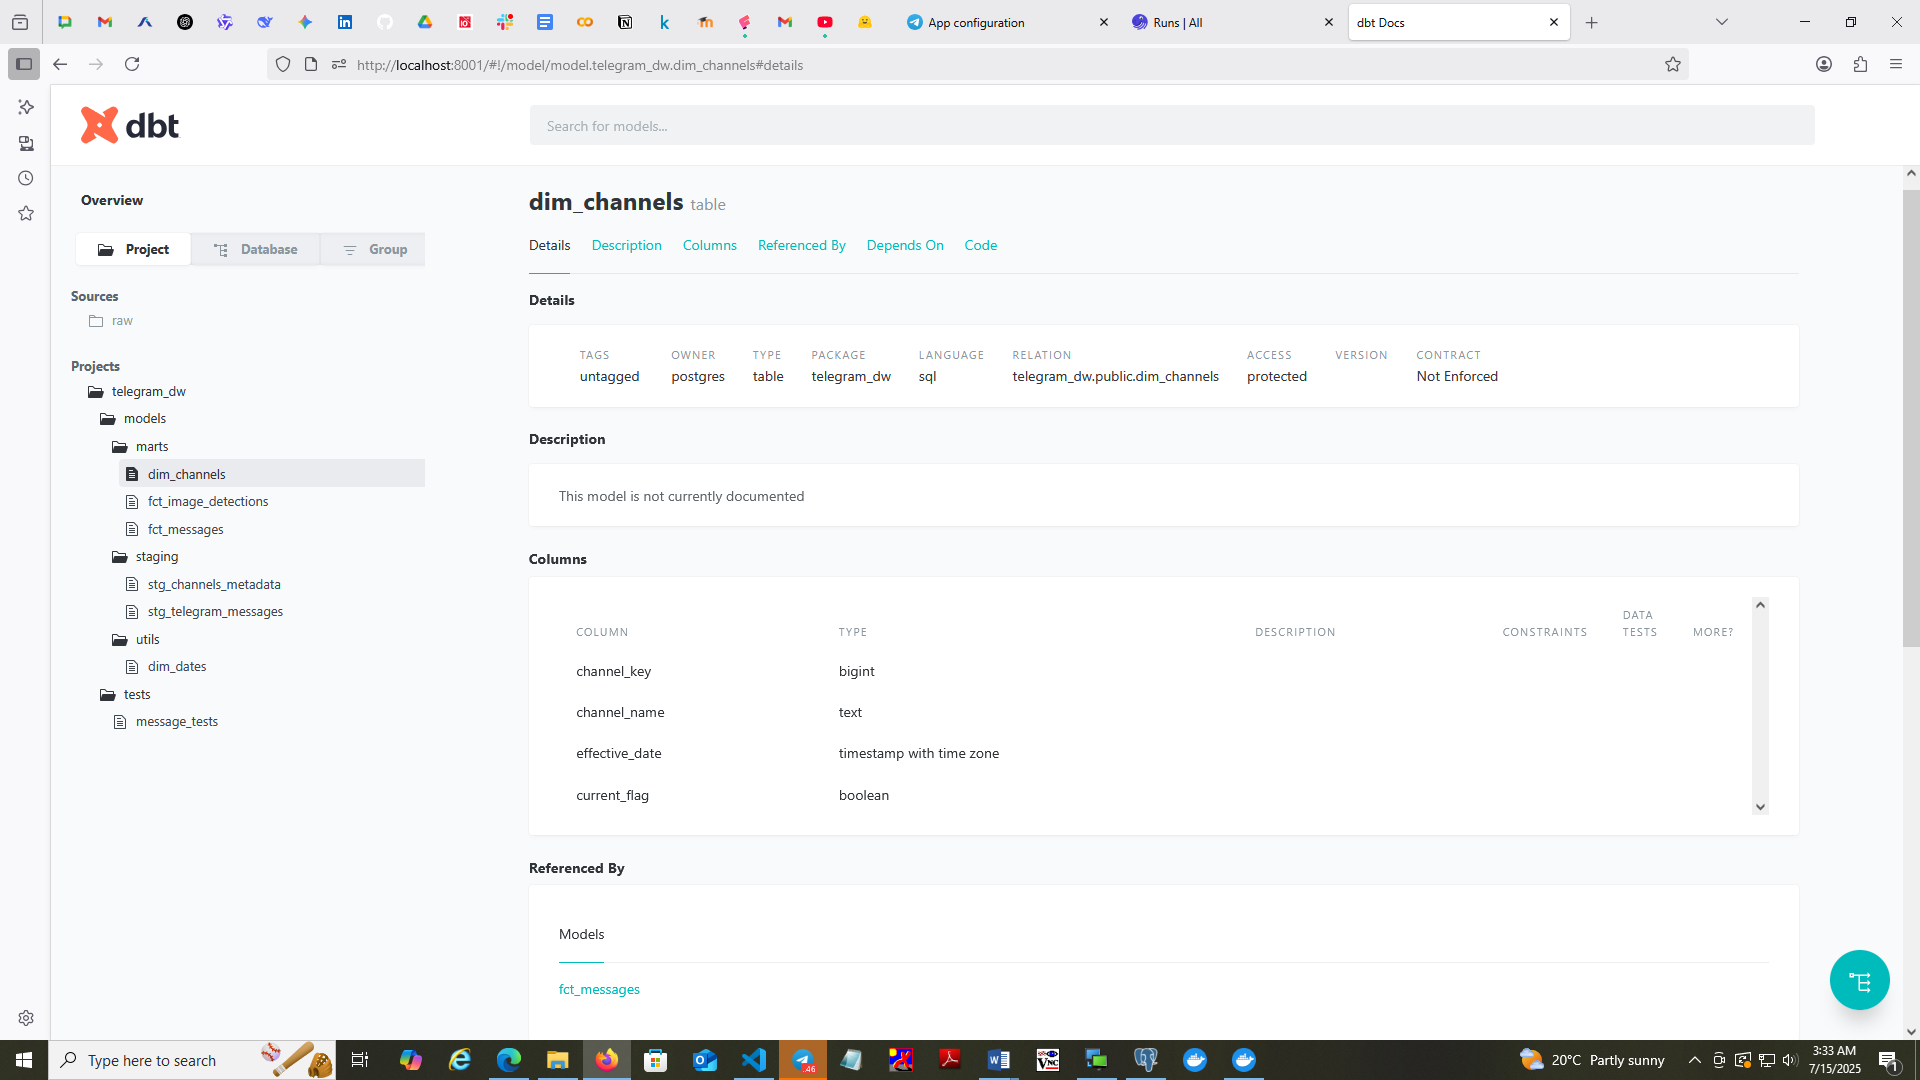 App configuration
Runs | All
dbt Docs
http://localhost:8001/#!/model/model.telegram_dw.dim_channels#details
dbt
Search for models...
Overview
Project
Database
Group
Sources
raw
Projects
telegram_dw
models
marts
dim_channels
fct_image_detections
fct_messages
staging
stg_channels_metadata
stg_telegram_messages
utils
dim_dates
tests
message_tests
dim_channels table
Details Description Columns Referenced By Depends On Code
Details
TAGS OWNER TYPE PACKAGE LANGUAGE RELATION ACCESS VERSION CONTRACT
untagged postgres table telegram_dw sql telegram_dw.public.dim_channels protected Not Enforced
Description
This model is not currently documented
Columns
COLUMN TYPE DESCRIPTION CONSTRAINTS DATA TESTS MORE?
channel_key bigint
channel_name text
effective_date timestamp with time zone
current_flag boolean
Referenced By
Models
fct_messages
Type here to search
..46
20°C Partly sunny
3:33 AM
7/15/2025
1